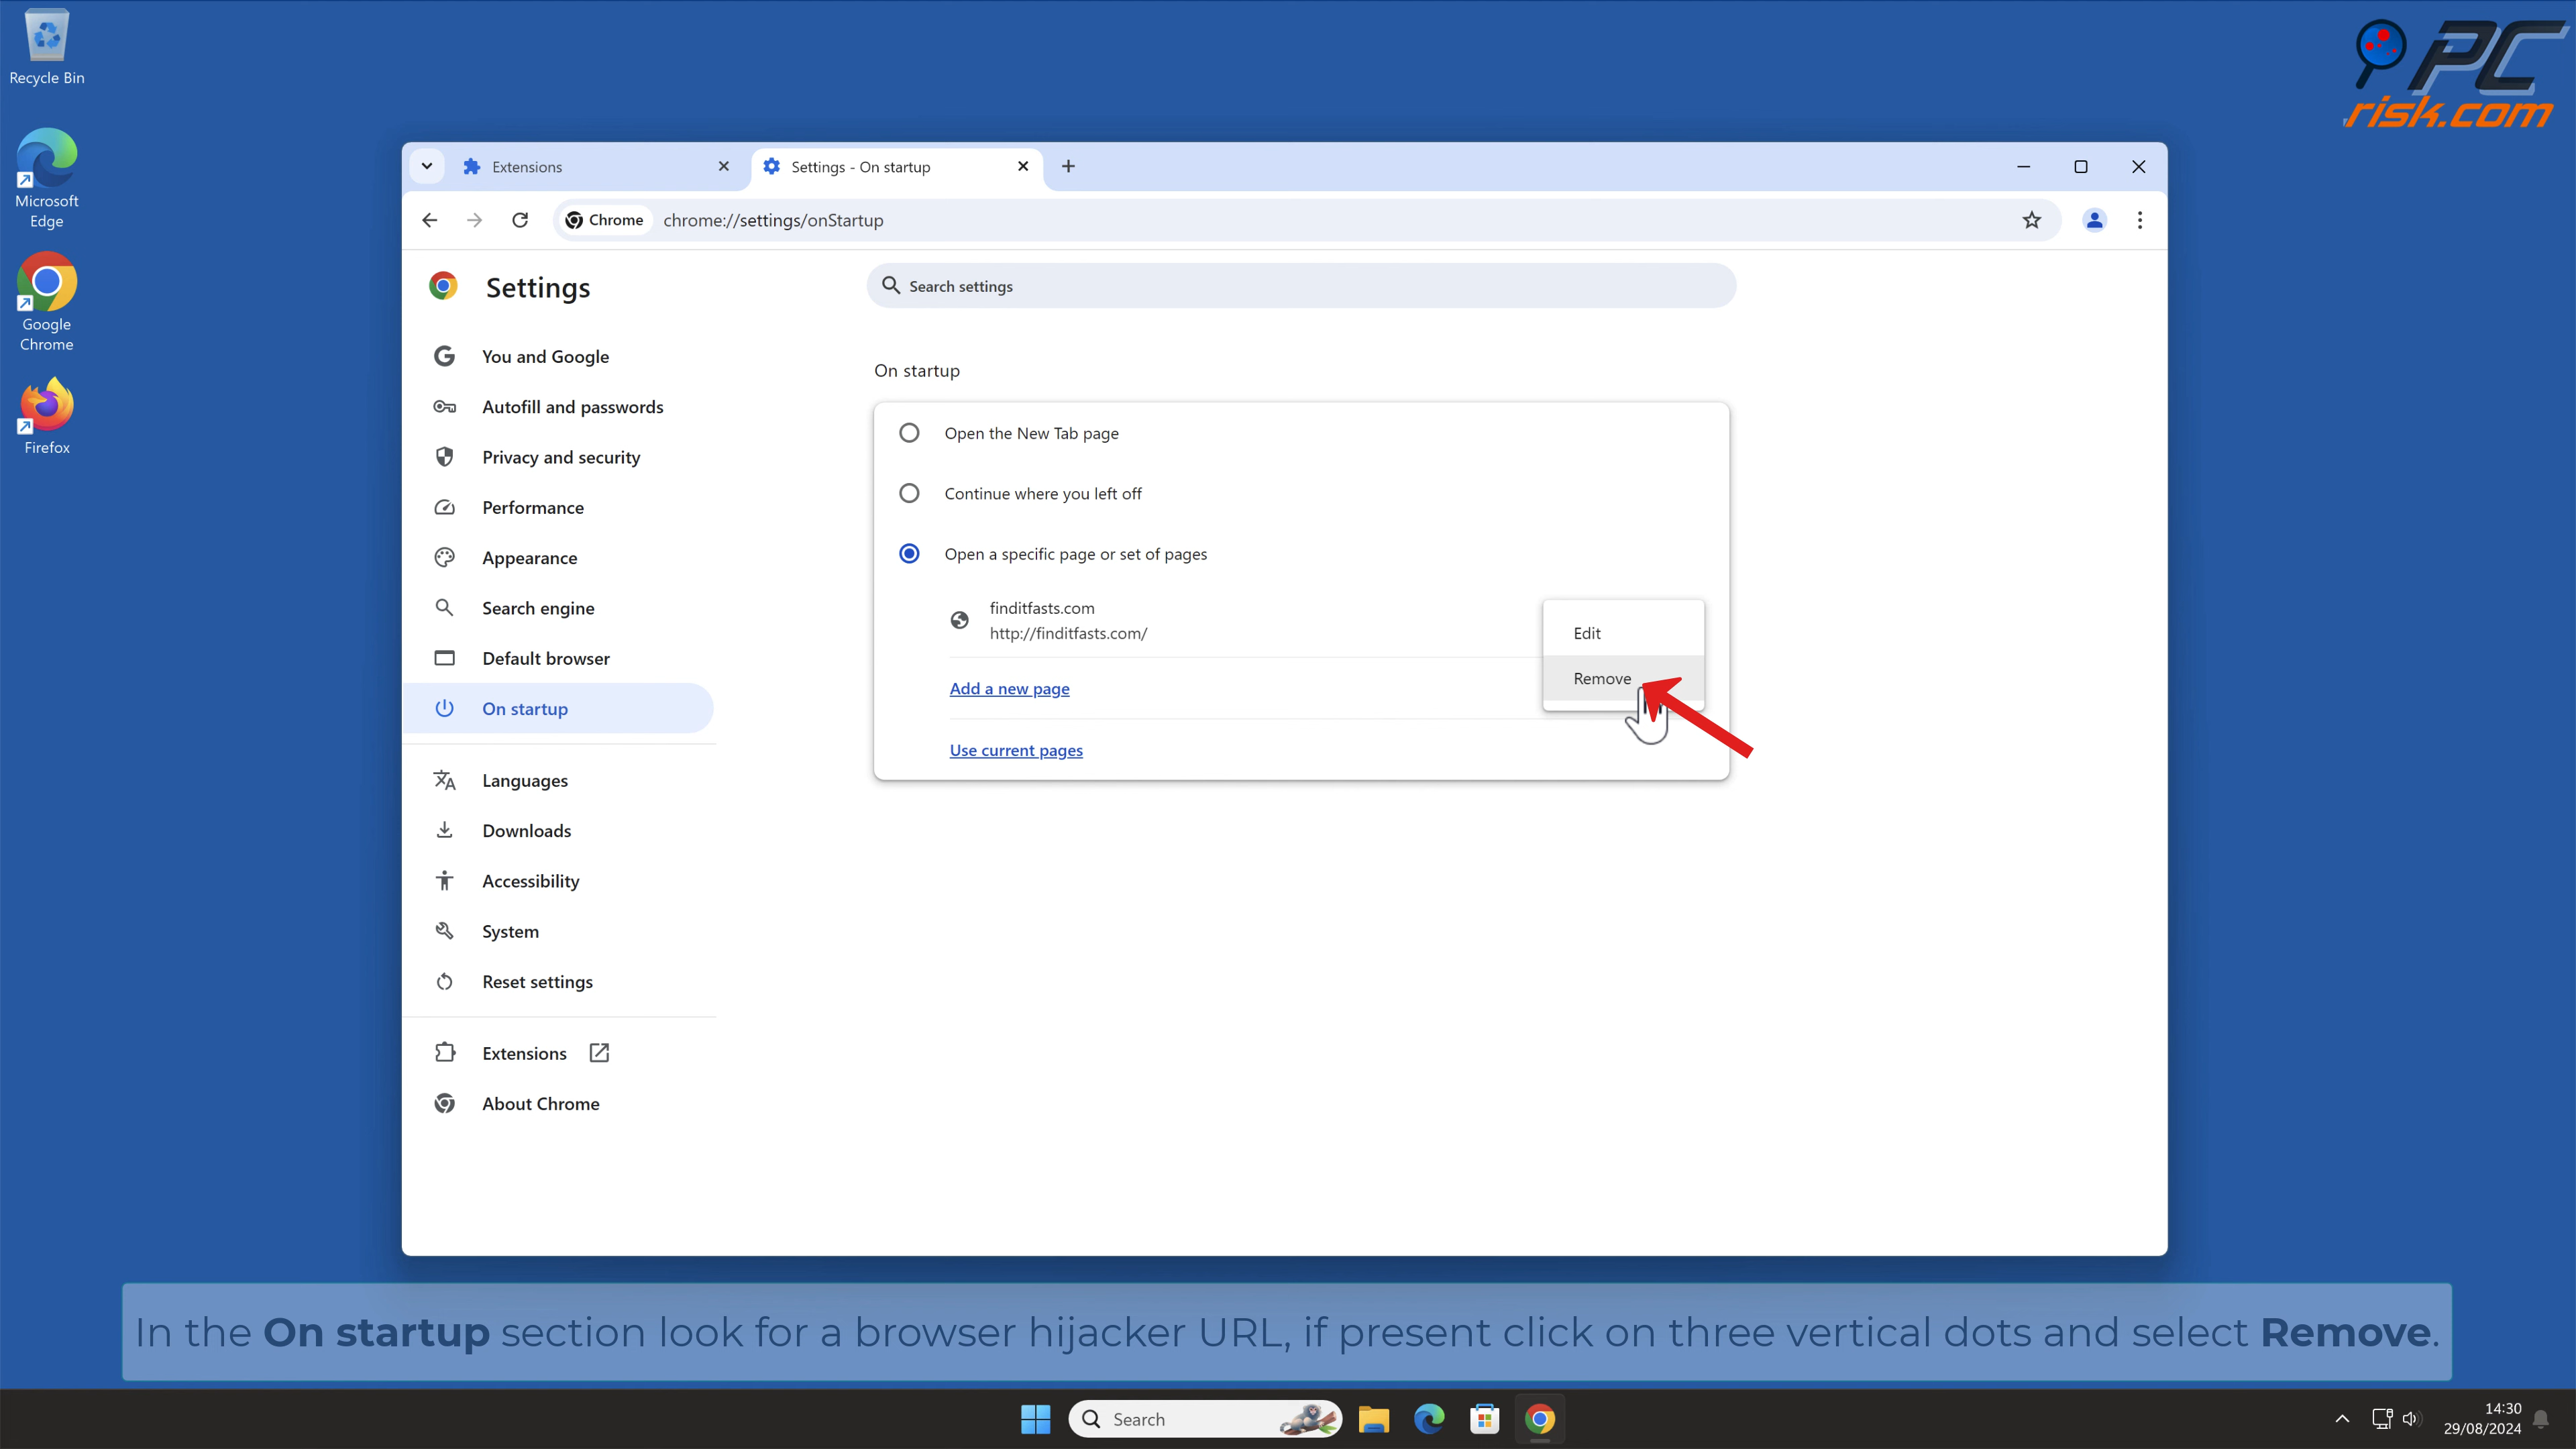 Recycle Bin
Microsoft
Edge
Google
Chrome
Firefox
PC
risk.com
Extensions
Settings - On startup
Chrome
chrome://settings/onStartup
Settings
Search settings
You and Google
Autofill and passwords
Privacy and security
Performance
Appearance
Search engine
Default browser
On startup
Languages
Downloads
Accessibility
System
Reset settings
Extensions
About Chrome
On startup
Open the New Tab page
Continue where you left off
Open a specific page or set of pages
finditfasts.com
http://finditfasts.com/
Edit
Remove
Add a new page
Use current pages
In the On startup section look for a browser hijacker URL, if present click on three vertical dots and select Remove.
Search
14:30
29/08/2024